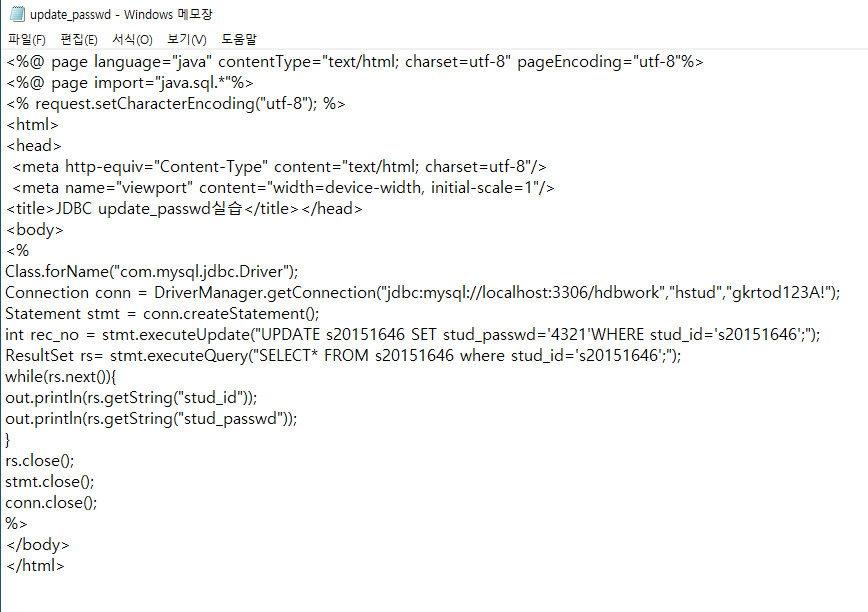 update_passwd - Windows 메모장
파일(F) 편집(E) 서식(O) 보기(V) 도움말
<%@ page language="java" contentType="text/html; charset=utf-8" pageEncoding="utf-8"%>
<%@ page import="java.sql.*"%>
<% request.setCharacterEncoding("utf-8"); %>
<html>
<head>
<meta http-equiv="Content-Type" content="text/html; charset=utf-8"/>
<meta name="viewport" content="width=device-width, initial-scale=1"/>
<title>JDBC update_passwd실습</title></head>
<body>
<%
Class.forName("com.mysql.jdbc.Driver");
Connection conn = DriverManager.getConnection("jdbc:mysql://localhost:3306/hdbwork","hstud","gkrtod123A!");
Statement stmt = conn.createStatement();
int rec_no = stmt.executeUpdate("UPDATE s20151646 SET stud_passwd='4321'WHERE stud_id='s20151646';");
ResultSet rs= stmt.executeQuery("SELECT* FROM s20151646 where stud_id='s20151646';");
while(rs.next()){
out.println(rs.getString("stud_id"));
out.println(rs.getString("stud_passwd"));
}
rs.close();
stmt.close();
conn.close();
%>
</body>
</html>